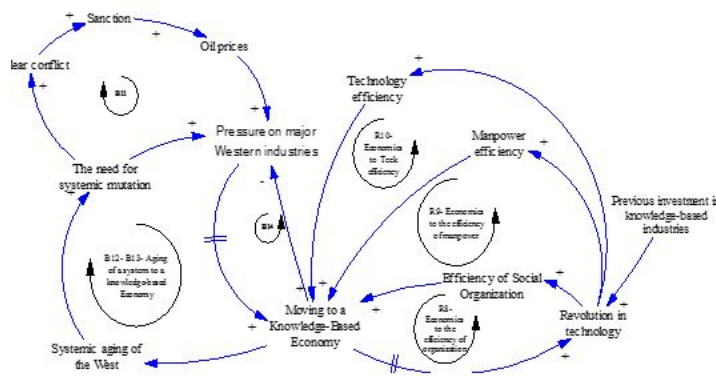 Sanction
Oil prices
lear conflict
Technology
efficiency
R10-
Economics
to Teck
efficiency
Pressure on major
Western industries
Manpower
efficiency
The need for
systemic mutation
Previous investment i
knowledge-based
industries
R9- Economics
to the efficiency
of manpower
B14
B12- B13- Aging
of a system to a
knowledge-based
Economy
Efficiency of Social
Organization
Moving to a
Knowledge-Based
Economy
R8-
Economics to
the efficiency
of organization
Revolution in
technology
Systemic aging of
the West